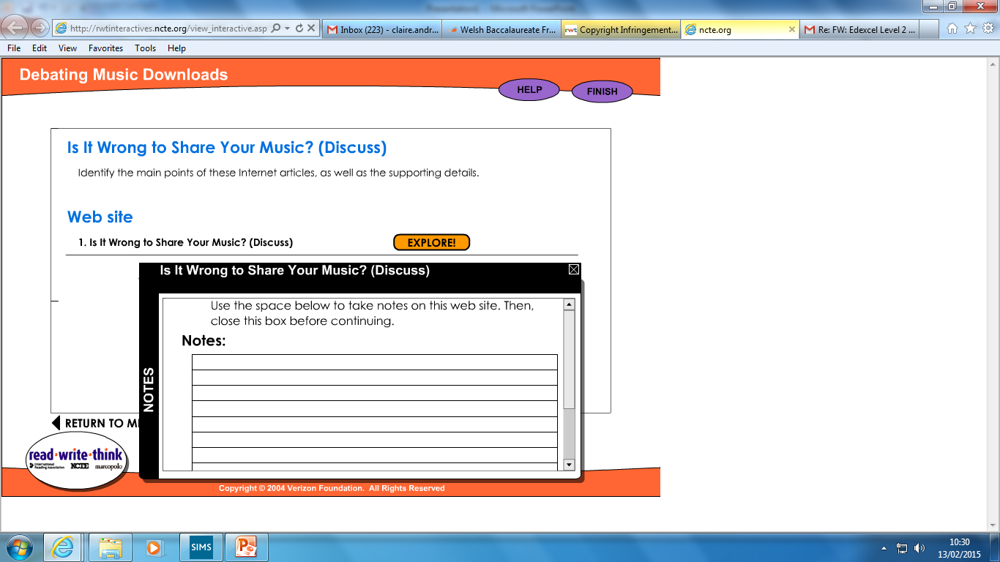 Presentation1 - Microsoft PowerPoint
http://rwtinteractives.ncte.org/view_interactive.asp
Inbox (223) - claire.andr...
Welsh Baccalaureate Fr...
rwt Copyright Infringement...
ncte.org
Re: FW: Edexcel Level 2 ...
File Edit View Favorites Tools Help
Debating Music Downloads
HELP
FINISH
Is It Wrong to Share Your Music? (Discuss)
Identify the main points of these Internet articles, as well as the supporting details.
Web site
1. Is It Wrong to Share Your Music? (Discuss)
EXPLORE!
Is It Wrong to Share Your Music? (Discuss)
Use the space below to take notes on this web site. Then,
close this box before continuing.
Notes:
NOTES
RETURN TO M
read·write·think
International
Reading Association
NCTE
marcopolo
Copyright © 2004 Verizon Foundation. All Rights Reserved
SIMS
10:30
13/02/2015